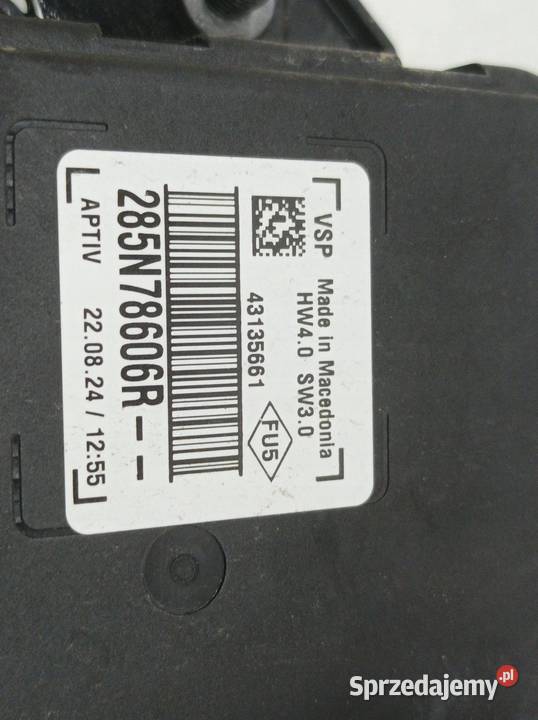 VSP Made in Macedonia
HW4.0 SW3.0
43135661
FU5
285N78606R--
APTIV 22.08.24/12:55
Sprzedajemy.pl